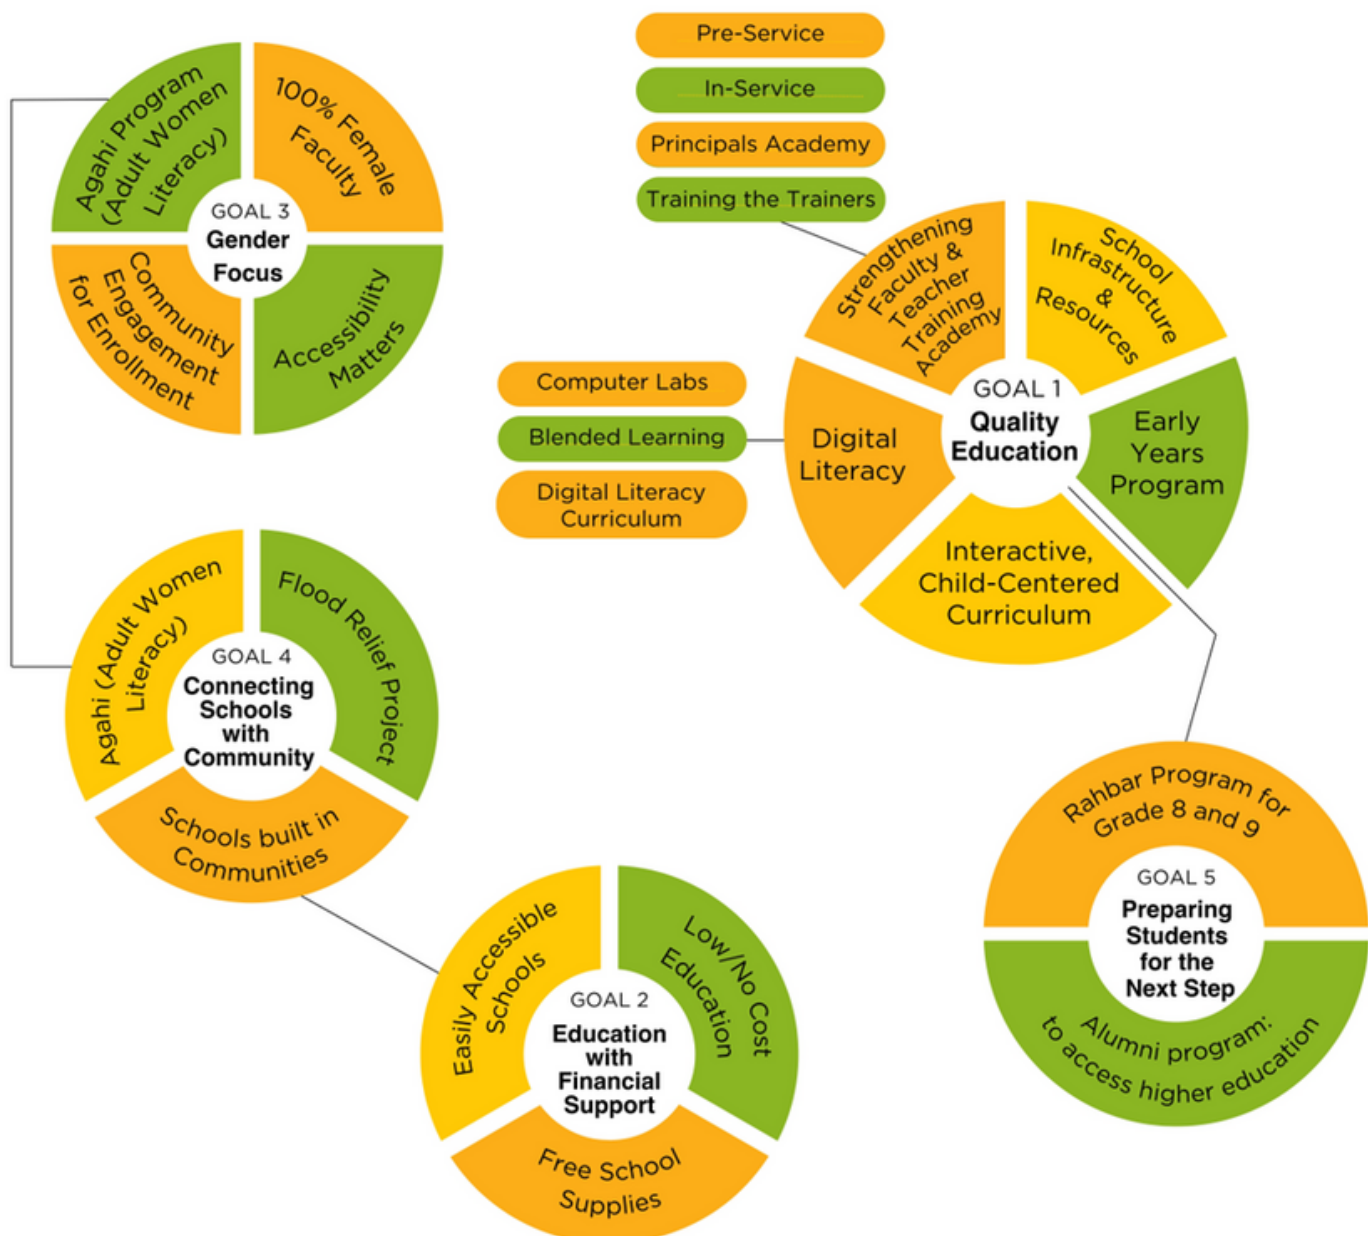 Pre-Service
In-Service
Principals Academy
Training the Trainers
Agahi Program
(Adult Women
Literacy)
100% Female
Faculty
GOAL 3
Gender
Focus
Community
Engagement
for Enrollment
Accessibility
Matters
Strengthening
Faculty &
Teacher
Training
Academy
School
Infrastructure
&
Resources
GOAL 1
Quality
Education
Computer Labs
Blended Learning
Digital Literacy
Curriculum
Digital
Literacy
Early
Years
Program
Interactive,
Child-Centered
Curriculum
Agahi (Adult Women
Literacy)
Flood Relief Project
GOAL 4
Connecting
Schools
with
Community
Schools built in
Communities
Easily Accessible
Schools
Low/No Cost
Education
GOAL 2
Education
with
Financial
Support
Free School
Supplies
Rahbar Program for
Grade 8 and 9
GOAL 5
Preparing
Students
for the
Next Step
Alumni program:
to access higher education